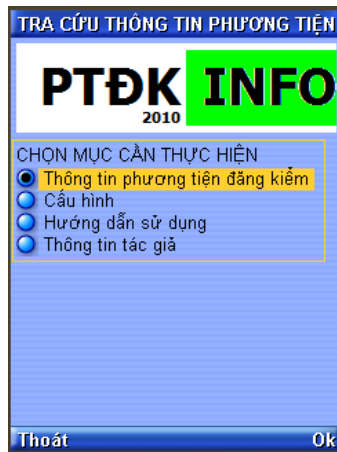 TRA CỨU THÔNG TIN PHƯƠNG TIỆN
PTĐK INFO
2010
CHỌN MỤC CẦN THỰC HIỆN
Thông tin phương tiện đăng kiểm
Cấu hình
Hướng dẫn sử dụng
Thông tin tác giả
Thoát Ok